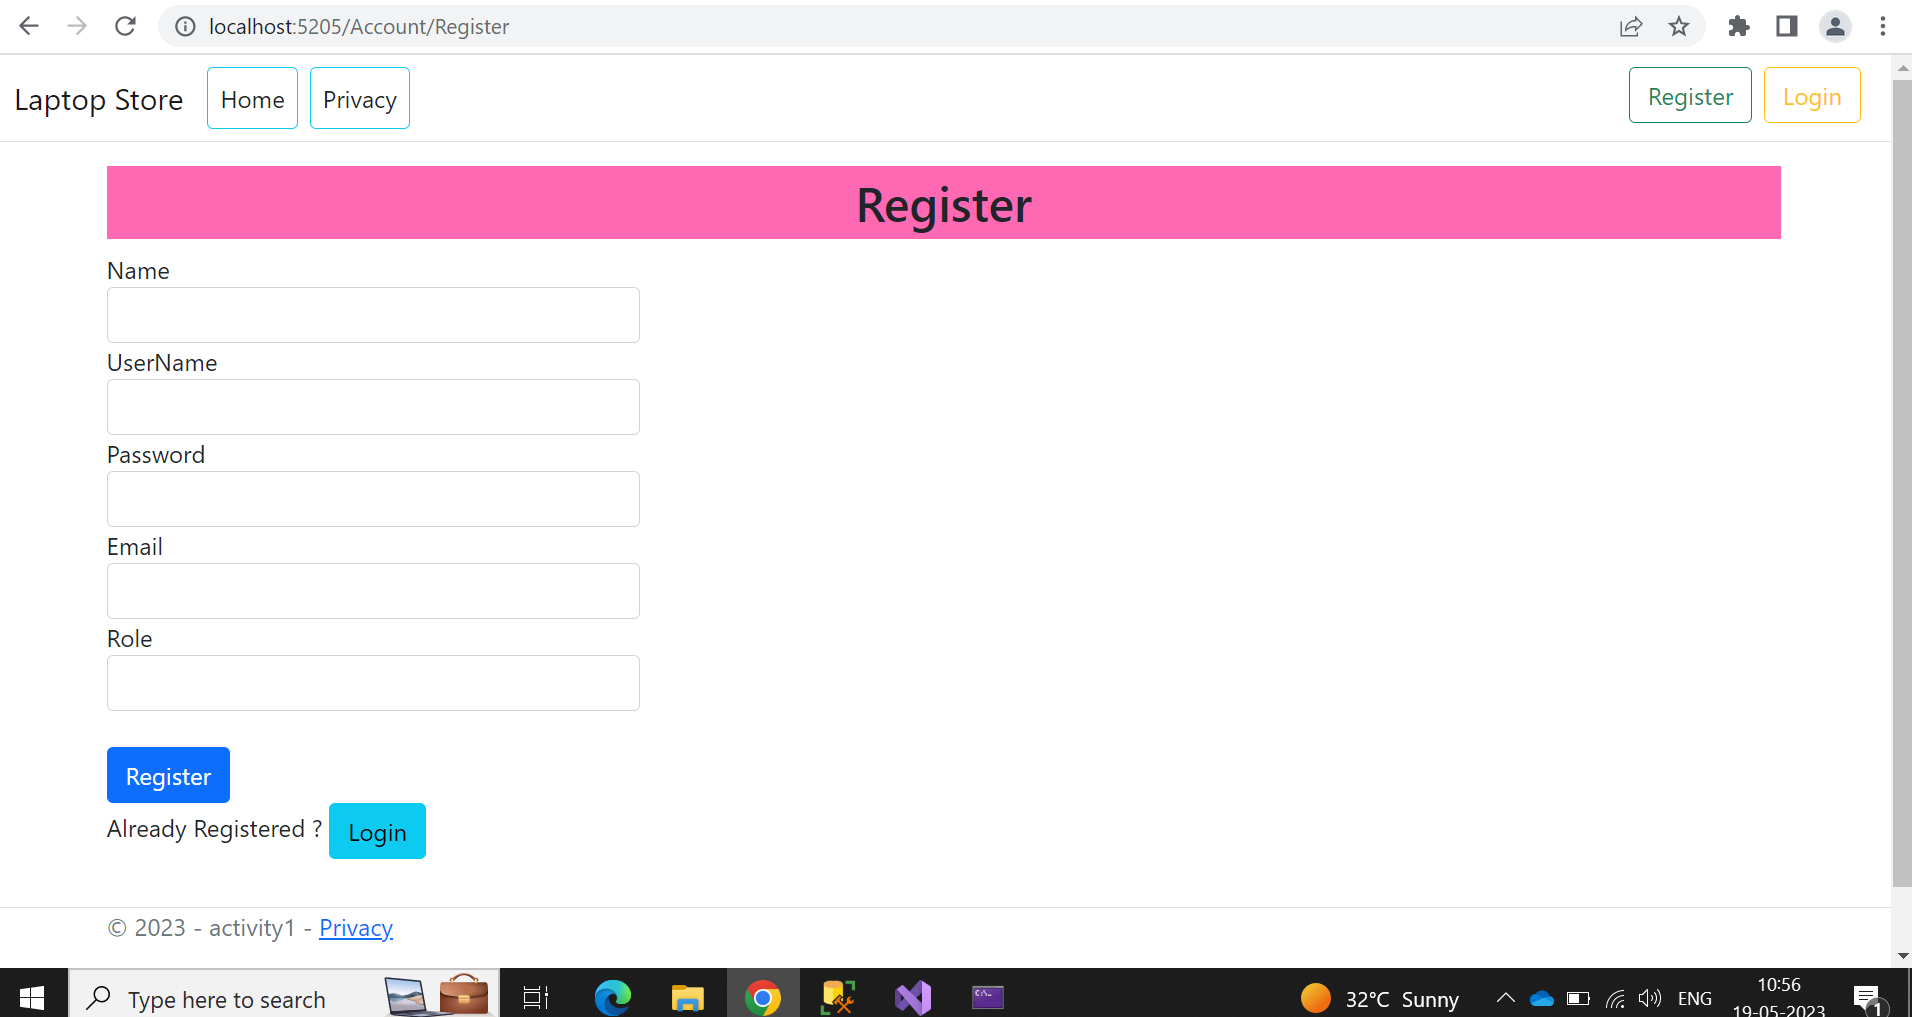 localhost:5205/Account/Register
Laptop Store Home Privacy Register Login
Register
Name
UserName
Password
Email
Role
Register
Already Registered ? Login
© 2023 - activity1 - Privacy
Type here to search 32°C Sunny ENG 10:56
19-05-2023 1